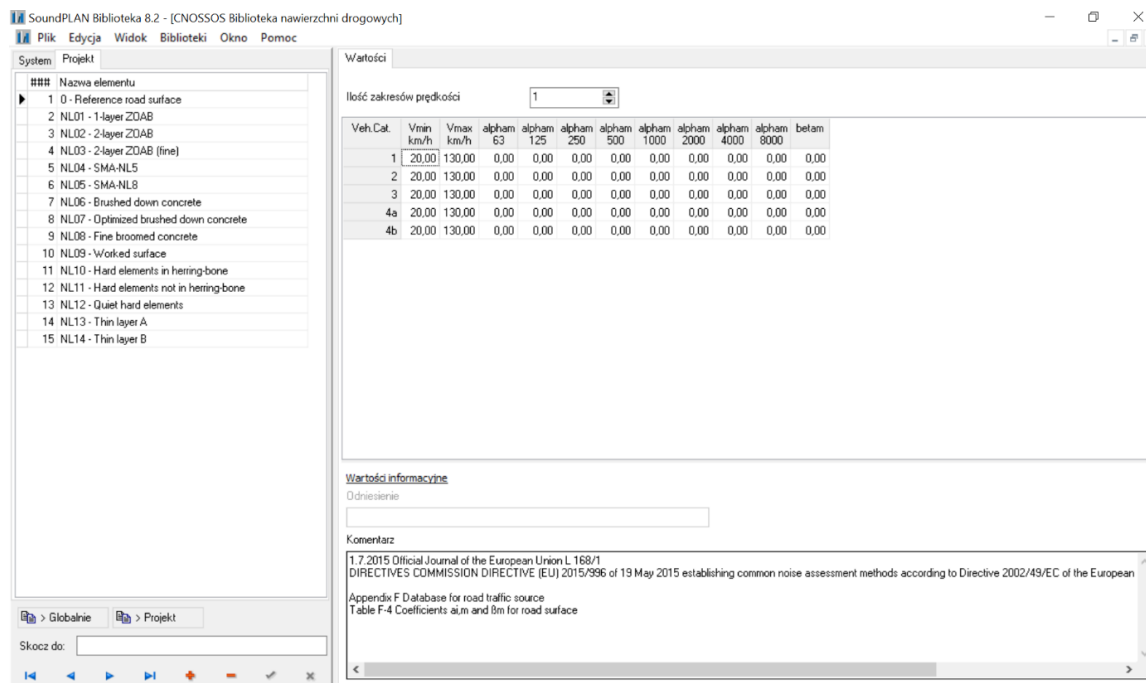 SoundPLAN Biblioteka 8.2 - [CNOSSOS Biblioteka nawierzchni drogowych]
Plik Edycja Widok Biblioteki Okno Pomoc
System Projekt
### Nazwa elementu
1 0 - Reference road surface
2 NL01 - 1-layer ZOAB
3 NL02 - 2-layer ZOAB
4 NL03 - 2-layer ZOAB (fine)
5 NL04 - SMA-NL5
6 NL05 - SMA-NL8
7 NL06 - Brushed down concrete
8 NL07 - Optimized brushed down concrete
9 NL08 - Fine broomed concrete
10 NL09 - Worked surface
11 NL10 - Hard elements in herring-bone
12 NL11 - Hard elements not in herring-bone
13 NL12 - Quiet hard elements
14 NL13 - Thin layer A
15 NL14 - Thin layer B
> Globalnie > Projekt
Skocz do:
Wartości
Ilość zakresów prędkości 1
Veh.Cat. Vmin Vmax alpham alpham alpham alpham alpham alpham alpham alpham betam
km/h km/h 63 125 250 500 1000 2000 4000 8000
1 20,00 130,00 0,00 0,00 0,00 0,00 0,00 0,00 0,00 0,00 0,00
2 20,00 130,00 0,00 0,00 0,00 0,00 0,00 0,00 0,00 0,00 0,00
3 20,00 130,00 0,00 0,00 0,00 0,00 0,00 0,00 0,00 0,00 0,00
4a 20,00 130,00 0,00 0,00 0,00 0,00 0,00 0,00 0,00 0,00 0,00
4b 20,00 130,00 0,00 0,00 0,00 0,00 0,00 0,00 0,00 0,00 0,00
Wartości informacyjne
Odniesienie
Komentarz
1.7.2015 Official Journal of the European Union L 168/1
DIRECTIVES COMMISSION DIRECTIVE (EU) 2015/996 of 19 May 2015 establishing common noise assessment methods according to Directive 2002/49/EC of the European
Appendix F Database for road traffic source
Table F-4 Coefficients ai,m and ßm for road surface